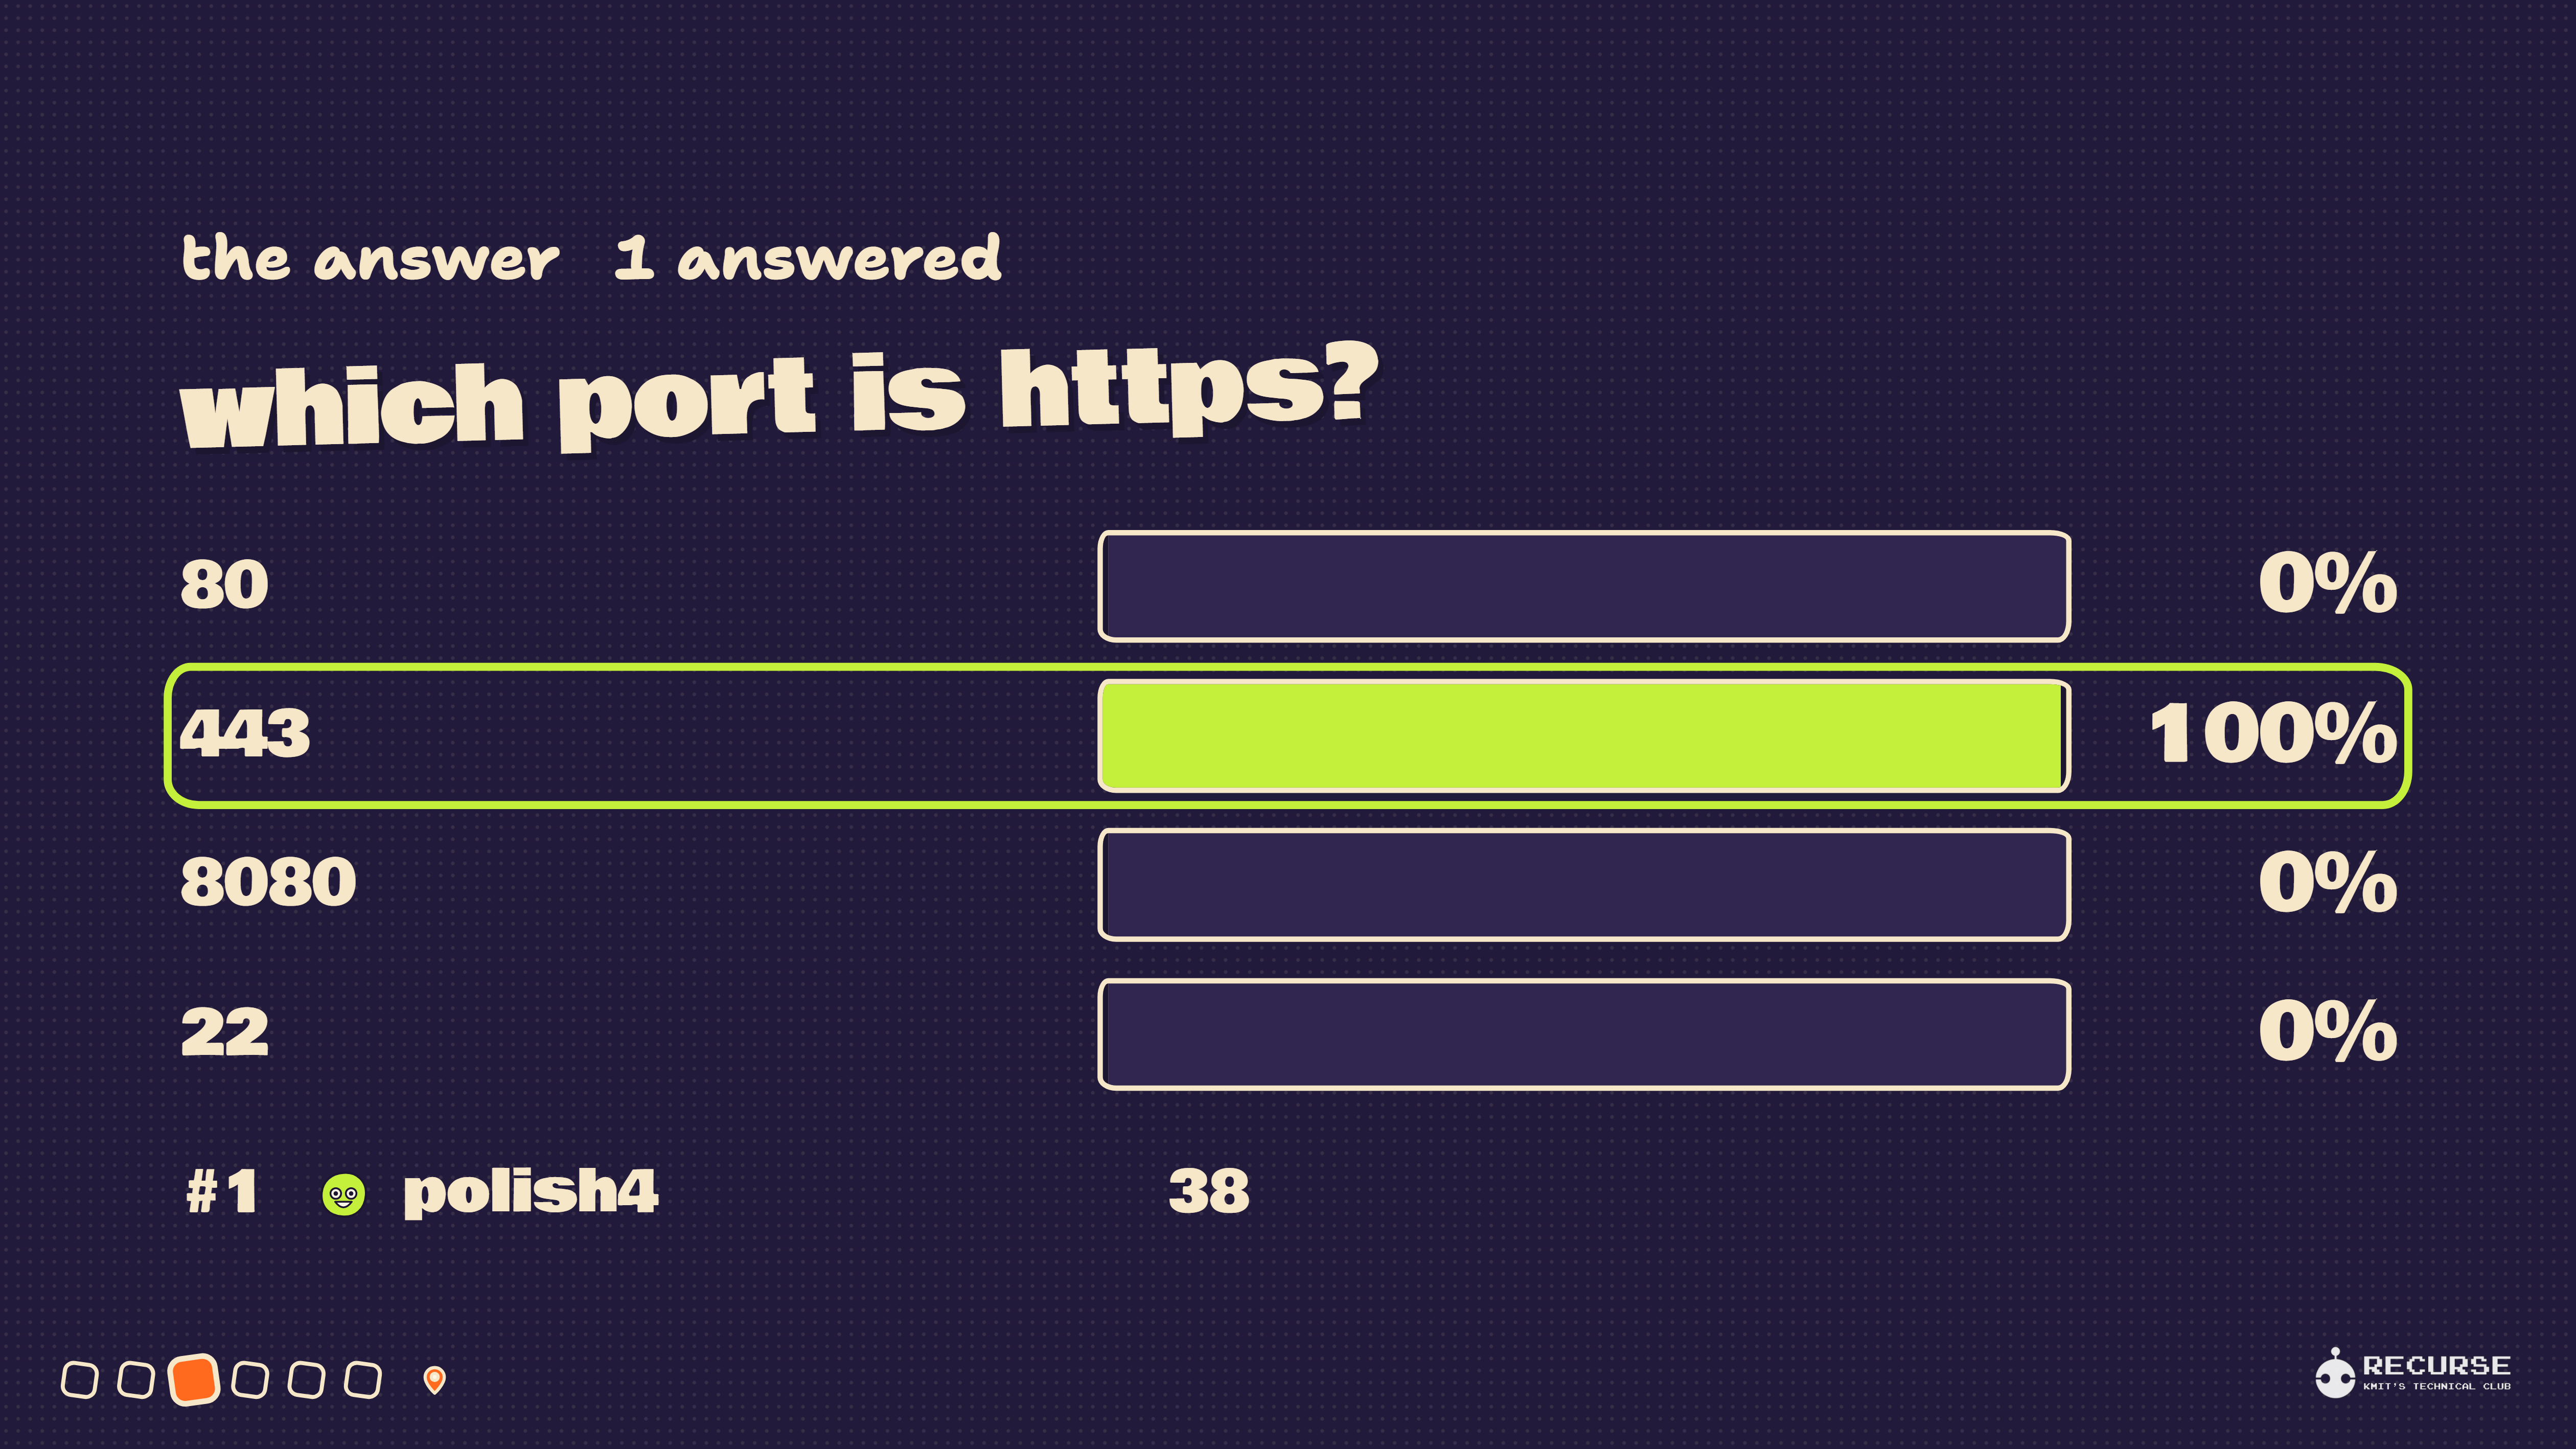 the answer 1 answered
which port is https?
80 0%
443 100%
8080 0%
22 0%
#1 polish4 38
RECURSE
KMIT'S TECHNICAL CLUB